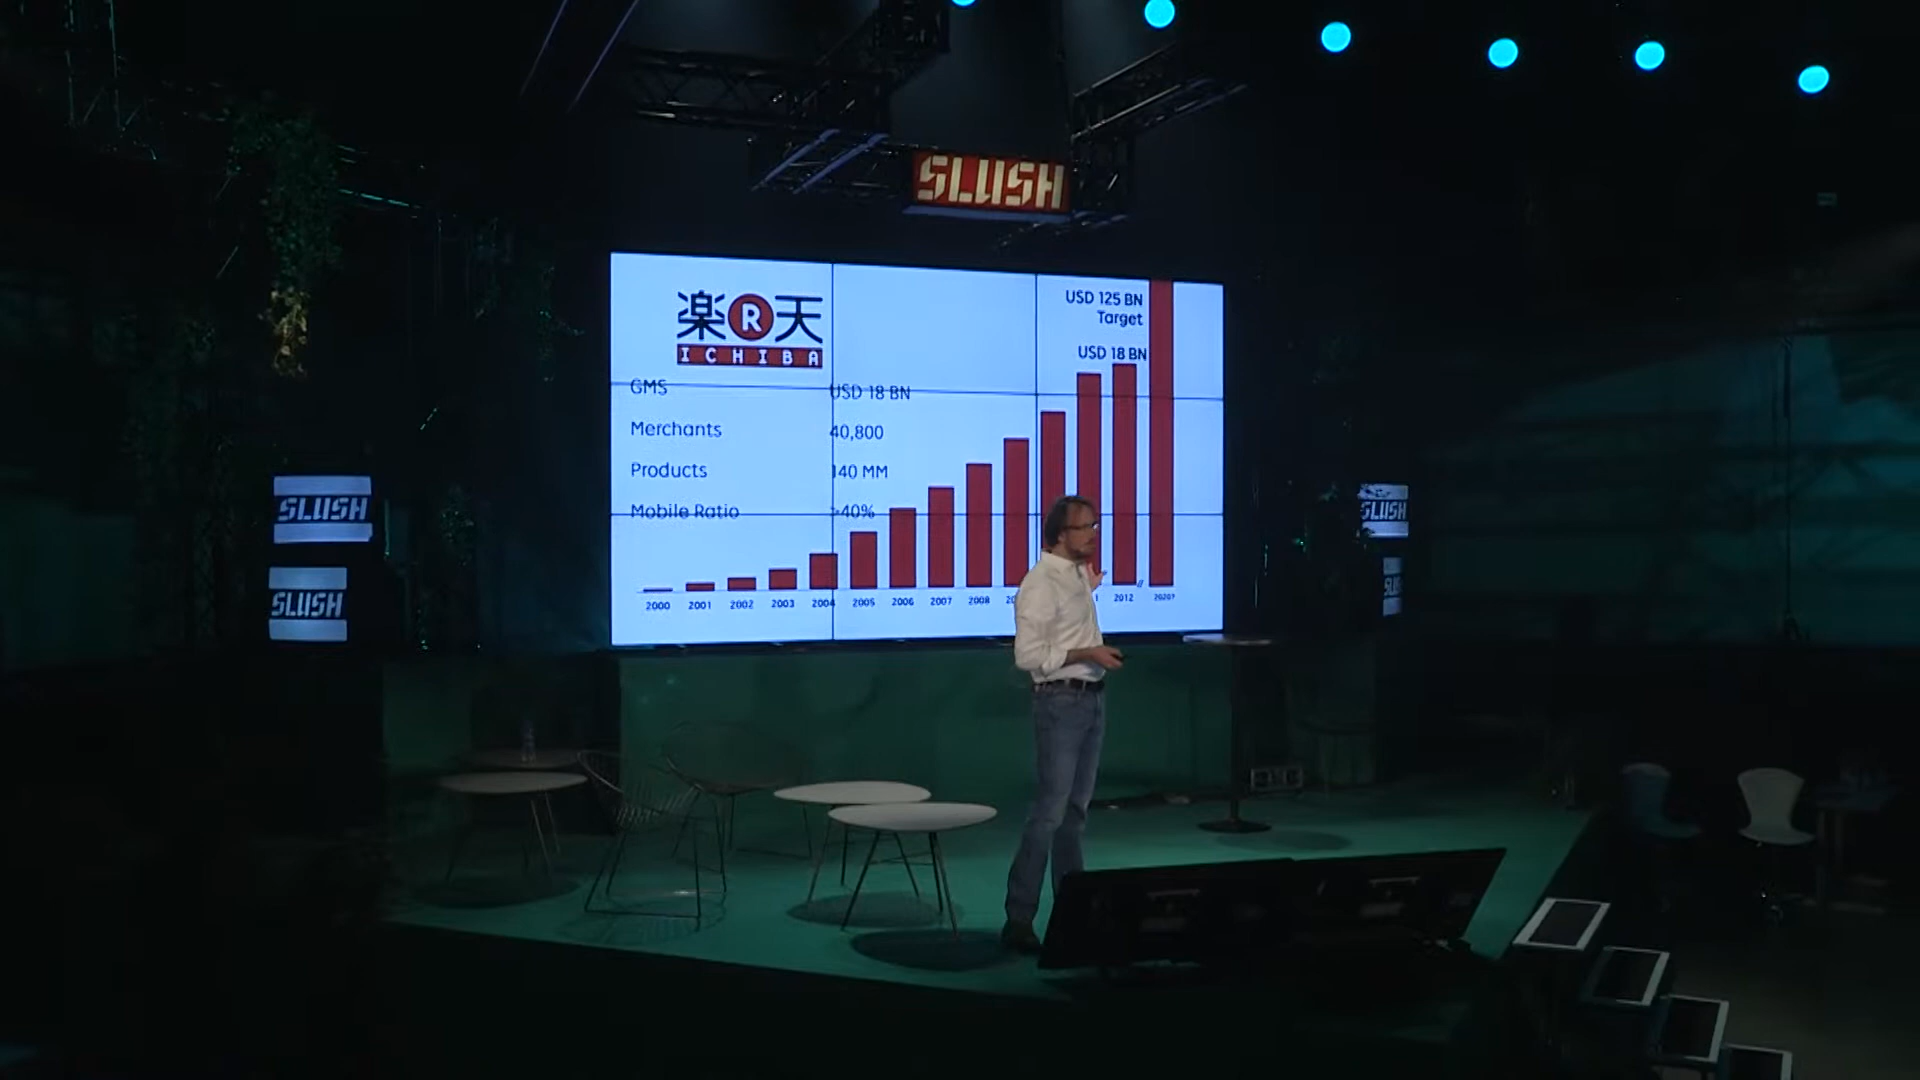 SLUSH
楽R天
ICHIBA
USD 125 BN
Target
USD 18 BN
GMS USD 18 BN
Merchants 40,800
Products 140 MM
Mobile Ratio >40%
2000 2001 2002 2003 2004 2005 2006 2007 2008 2012 2020?
SLUSH
SLUSH
SLUSH